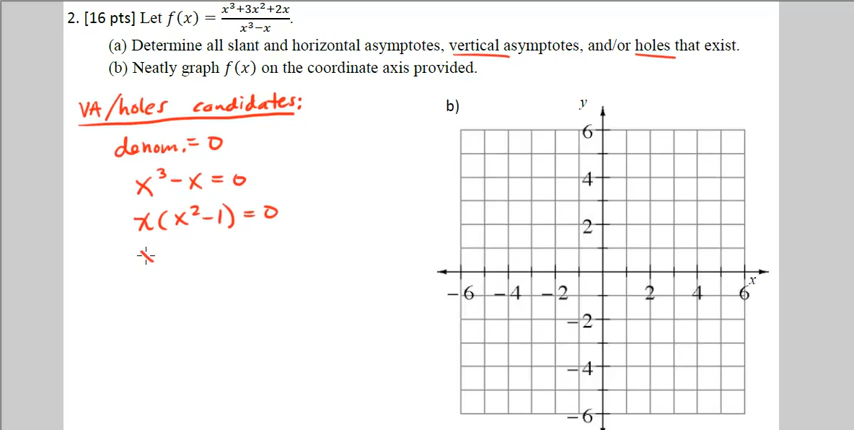 2. [16 pts] Let f(x) = x³+3x²+2x / x³−x.
(a) Determine all slant and horizontal asymptotes, vertical asymptotes, and/or holes that exist.
(b) Neatly graph f(x) on the coordinate axis provided.
VA/holes candidates:
denom. = 0
x³ − x = 0
x(x² − 1) = 0
x
b)
y
6
4
2
−6 −4 −2 2 4 6 x
−2
−4
−6